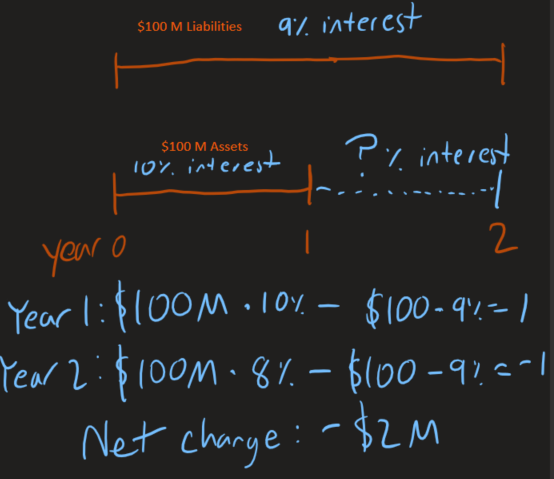 $100 M Liabilities 9% interest
$100 M Assets
10% interest ? % interest
year 0 1 2
Year 1: $100M · 10% - $100 - 9% = 1
Year 2: $100M · 8% - $100 - 9% = -1
Net charge: -$2M